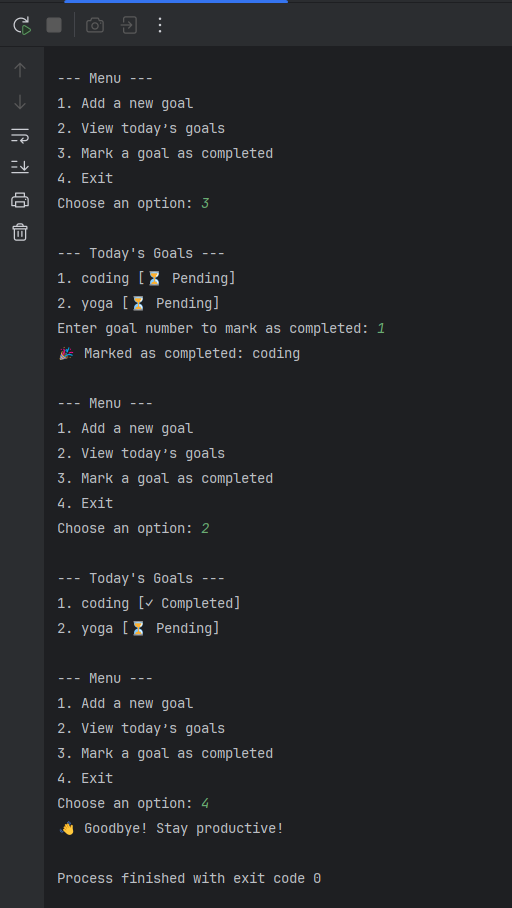 --- Menu ---
1. Add a new goal
2. View today's goals
3. Mark a goal as completed
4. Exit
Choose an option: 3
--- Today's Goals ---
1. coding [⏳ Pending]
2. yoga [⏳ Pending]
Enter goal number to mark as completed: 1
🎉 Marked as completed: coding
--- Menu ---
1. Add a new goal
2. View today's goals
3. Mark a goal as completed
4. Exit
Choose an option: 2
--- Today's Goals ---
1. coding [✓ Completed]
2. yoga [⏳ Pending]
--- Menu ---
1. Add a new goal
2. View today's goals
3. Mark a goal as completed
4. Exit
Choose an option: 4
👋 Goodbye! Stay productive!
Process finished with exit code 0